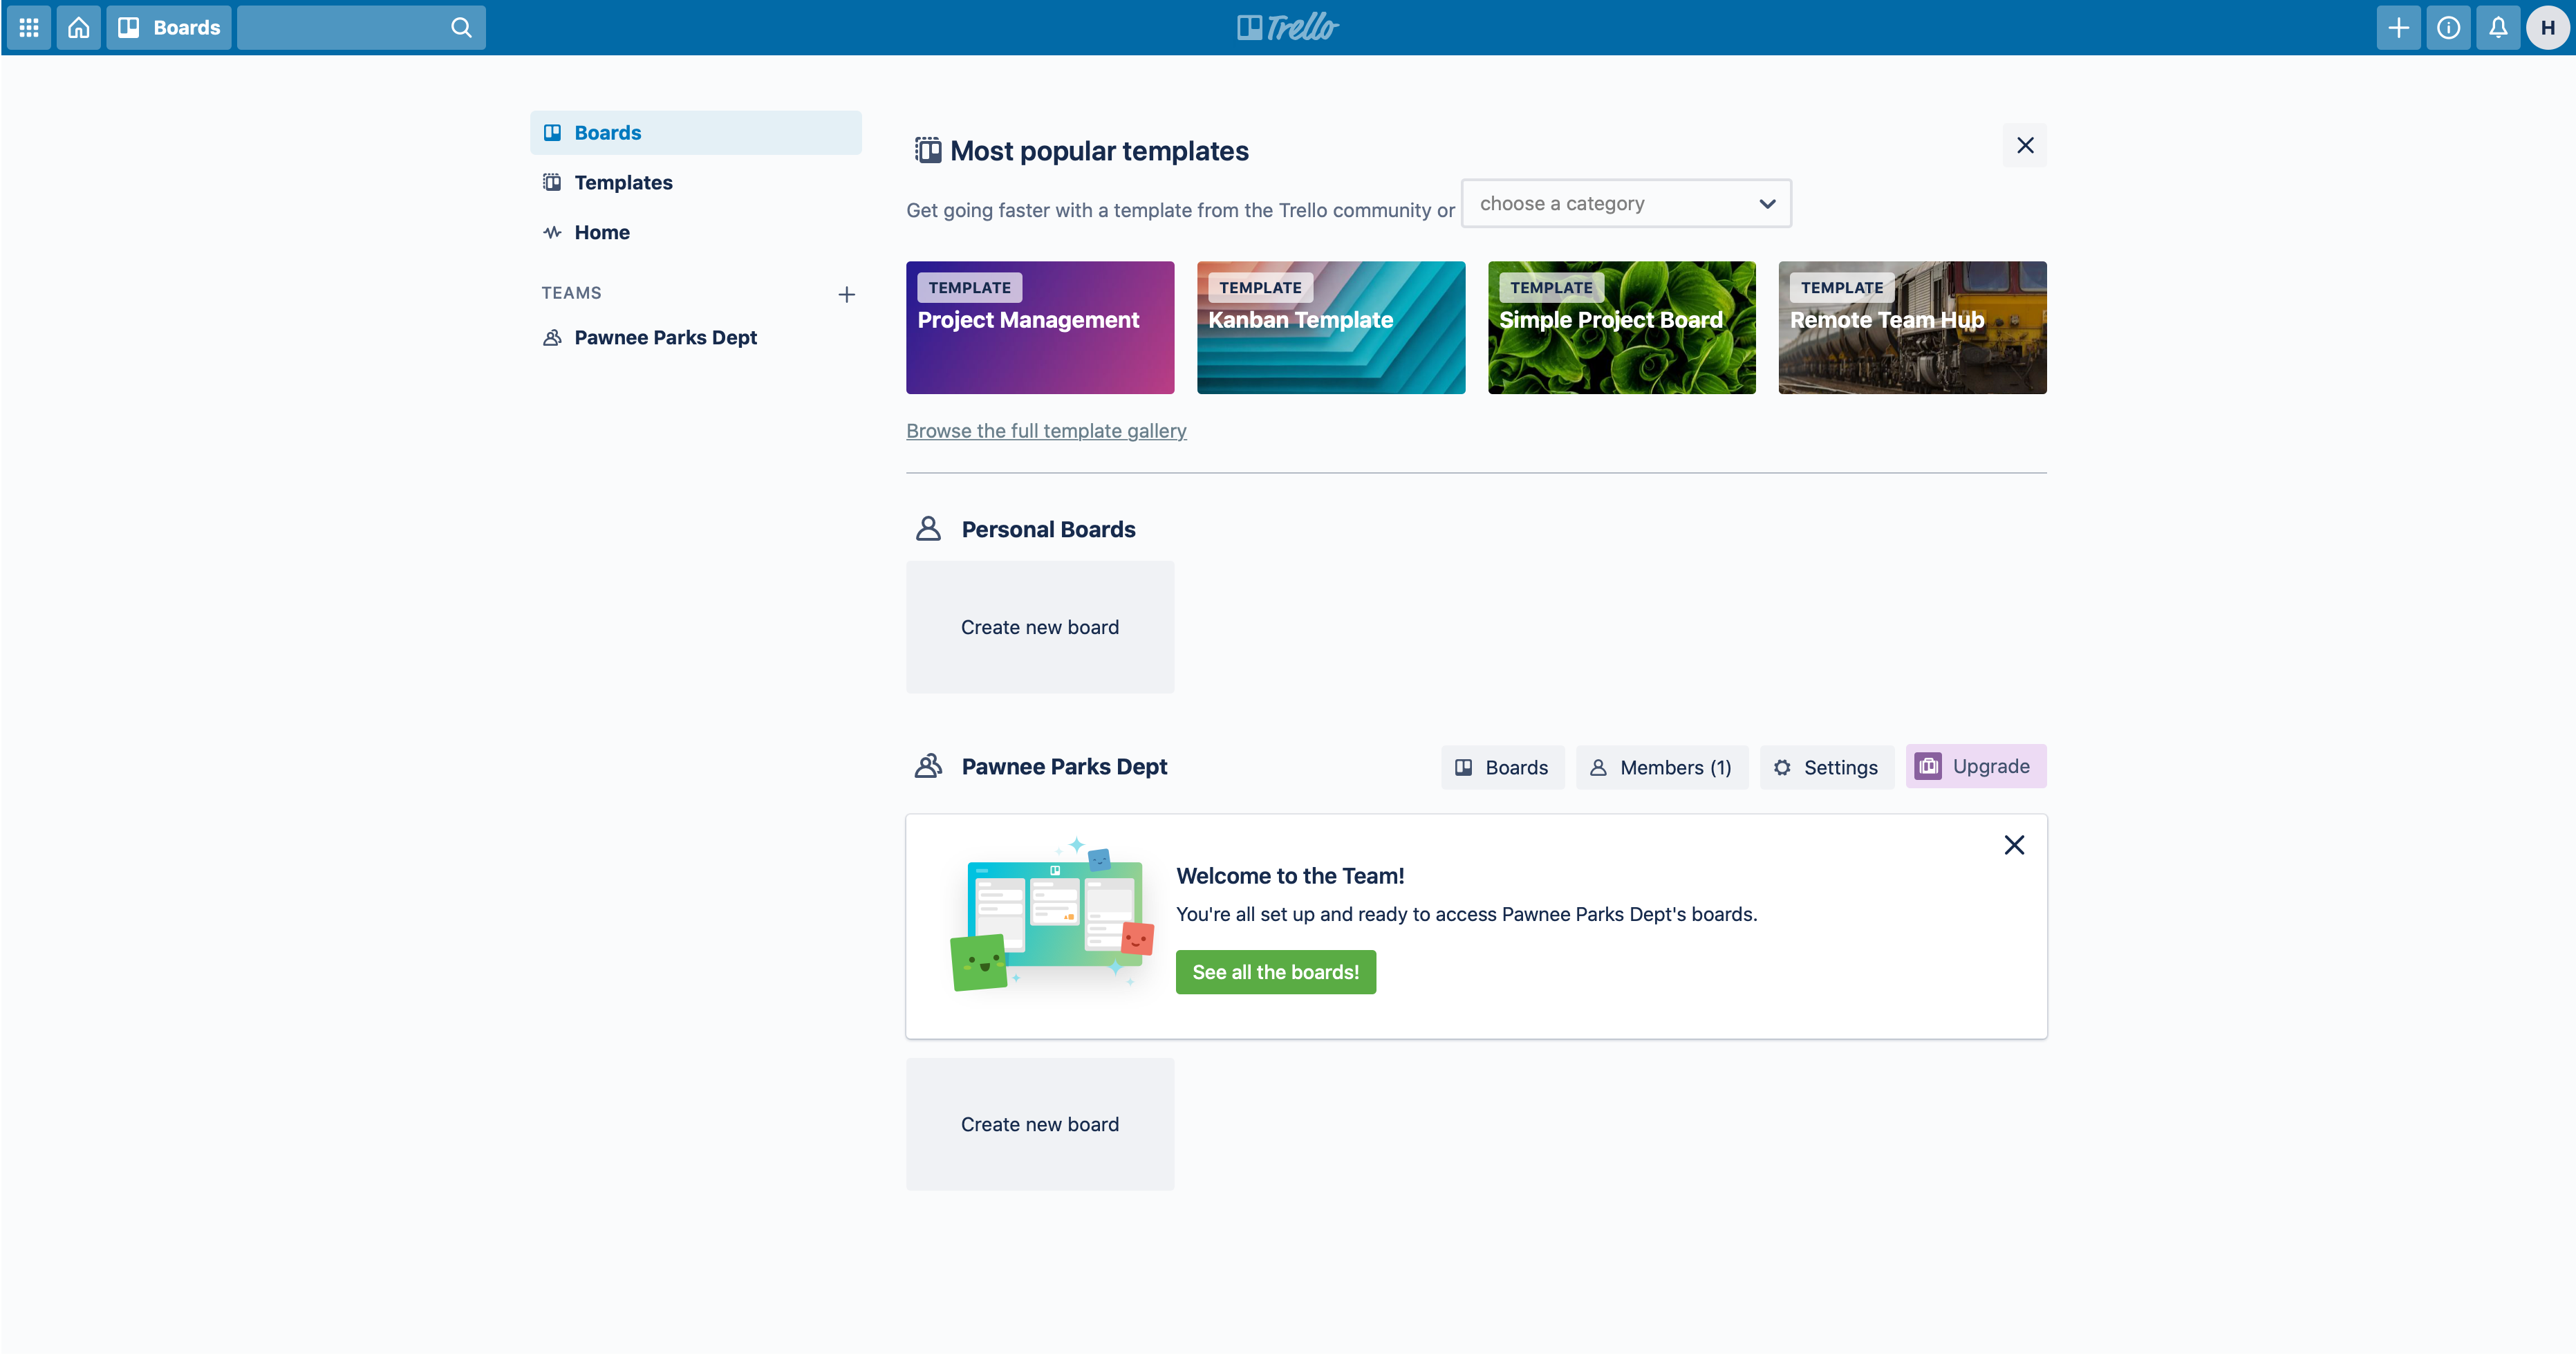 Boards
Trello
H
Boards
Templates
Home
TEAMS
Pawnee Parks Dept
Most popular templates
Get going faster with a template from the Trello community or choose a category
TEMPLATE
Project Management
TEMPLATE
Kanban Template
TEMPLATE
Simple Project Board
TEMPLATE
Remote Team Hub
Browse the full template gallery
Personal Boards
Create new board
Pawnee Parks Dept
Boards
Members (1)
Settings
Upgrade
Welcome to the Team!
You're all set up and ready to access Pawnee Parks Dept's boards.
See all the boards!
Create new board